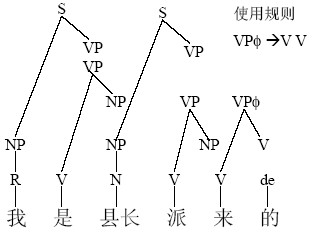 S S 使用规则
VP VP VPφ →V V
VP
NP VP VPφ
NP NP NP V
R V N V V de
我 是 县长 派 来 的